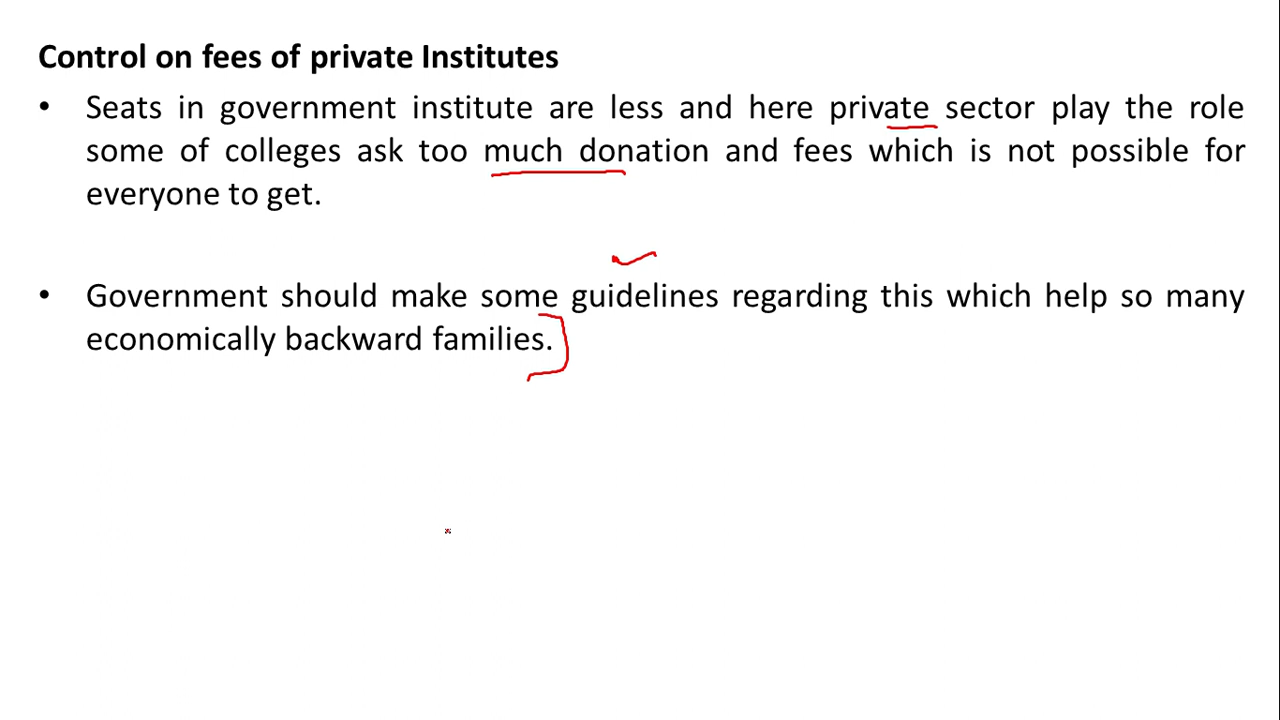 Control on fees of private Institutes
• Seats in government institute are less and here private sector play the role
some of colleges ask too much donation and fees which is not possible for
everyone to get.
• Government should make some guidelines regarding this which help so many
economically backward families.